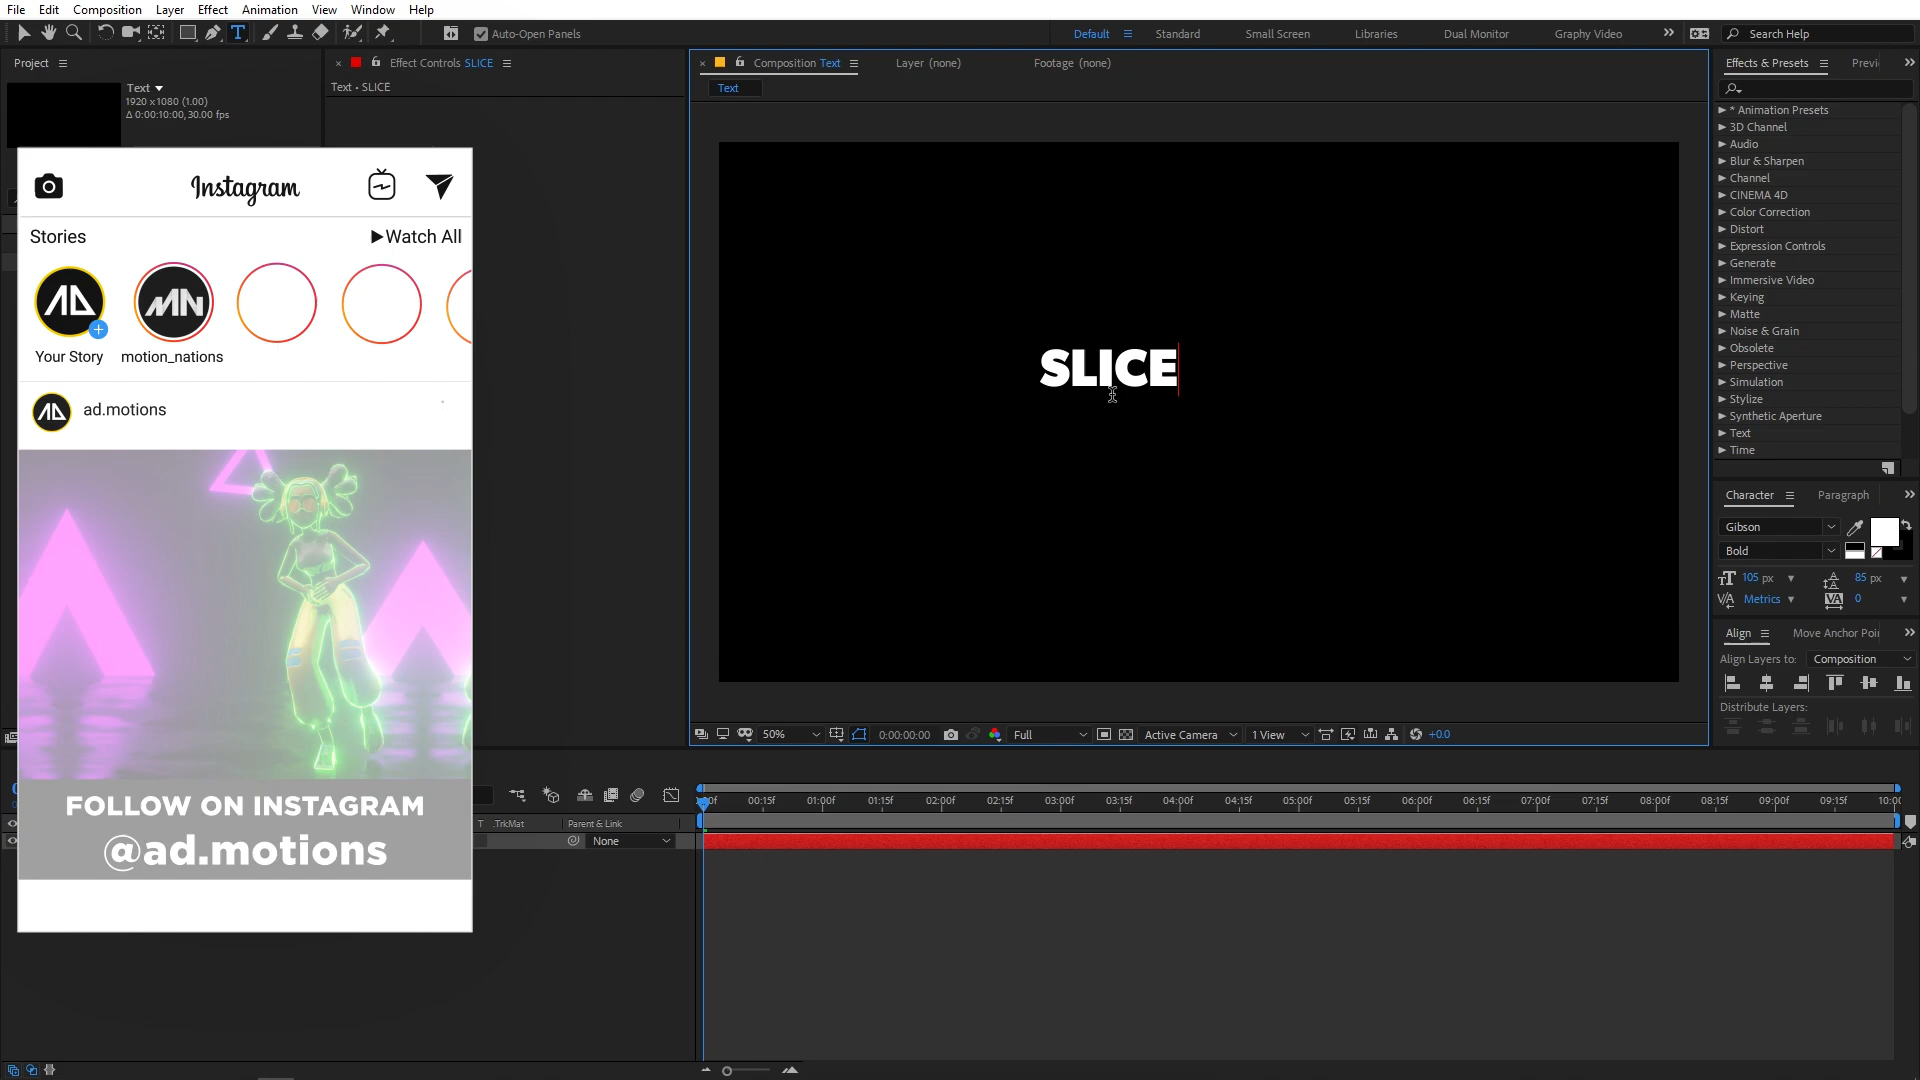 File Edit Composition Layer Effect Animation View Window Help
T Auto-Open Panels Default Standard Small Screen Libraries Dual Monitor Graphy Video Search Help
Project
Text
1920 x 1080 (1.00)
Δ 0:00:10:00, 30.00 fps
Effect Controls SLICE
Text • SLICE
Composition Text
Layer (none)
Footage (none)
Text
SLICE
50%
0:00:00:00
Full
Active Camera
1 View
+0.0
Instagram
Stories
Watch All
Your Story
motion_nations
ad.motions
FOLLOW ON INSTAGRAM
@ad.motions
Effects & Presets
* Animation Presets
3D Channel
Audio
Blur & Sharpen
Channel
CINEMA 4D
Color Correction
Distort
Expression Controls
Generate
Immersive Video
Keying
Matte
Noise & Grain
Obsolete
Perspective
Simulation
Stylize
Synthetic Aperture
Text
Time
Character
Paragraph
Gibson
Bold
105 px
85 px
Metrics
0
Align
Align Layers to: Composition
Distribute Layers:
T .TrkMat Parent & Link
None
00:15f 01:00f 01:15f 02:00f 02:15f 03:00f 03:15f 04:00f 04:15f 05:00f 05:15f 06:00f 06:15f 07:00f 07:15f 08:00f 08:15f 09:00f 09:15f